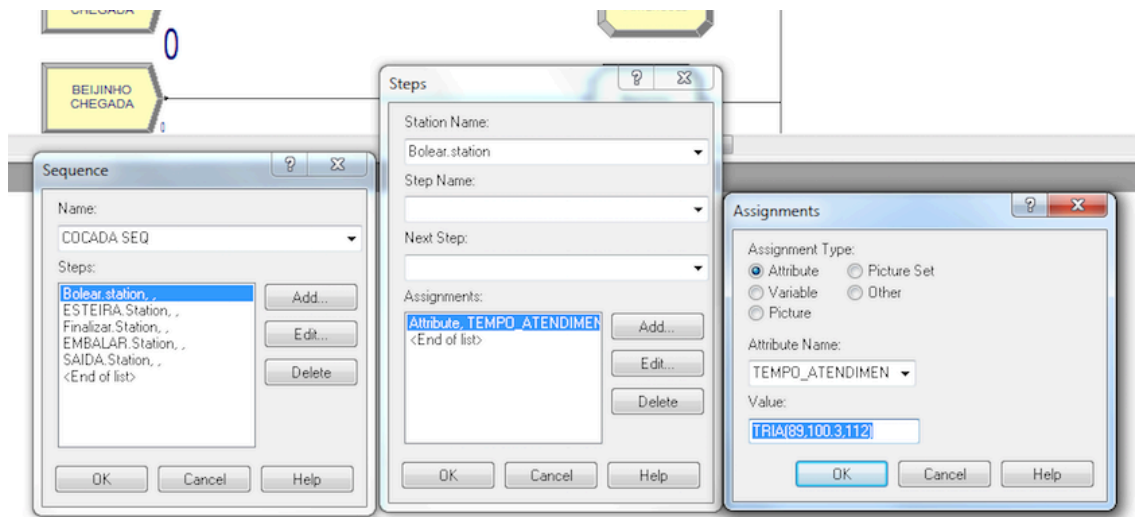 CHEGADA
0
BEIJINHO
CHEGADA
0
Sequence
Name:
COCADA SEQ
Steps:
Bolear.station, ,
ESTEIRA.Station, ,
Finalizar.Station, ,
EMBALAR.Station, ,
SAIDA.Station, ,
<End of list>
Add...
Edit...
Delete
OK
Cancel
Help
Steps
Station Name:
Bolear.station
Step Name:
Next Step:
Assignments:
Attribute, TEMPO_ATENDIMEN
<End of list>
Add...
Edit...
Delete
OK
Cancel
Help
Assignments
Assignment Type:
Attribute
Picture Set
Variable
Other
Picture
Attribute Name:
TEMPO_ATENDIMEN
Value:
TRIA(89,100.3,112)
OK
Cancel
Help